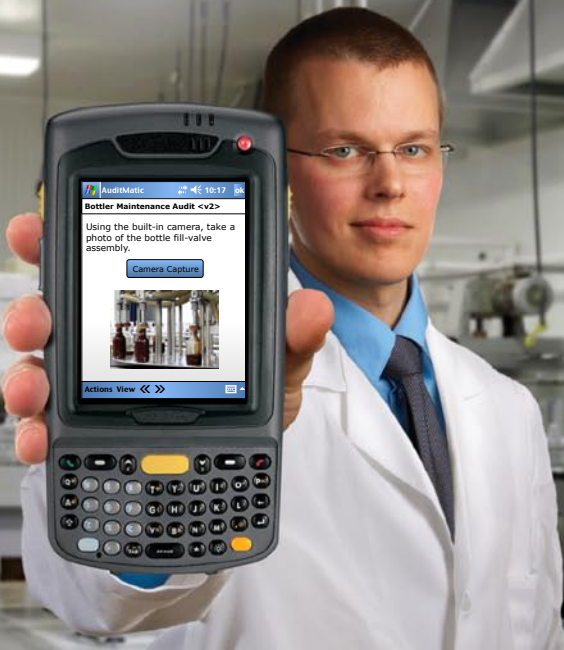 AuditMatic 10:17 ok
Bottler Maintenance Audit <v2>
Using the built-in camera, take a
photo of the bottle fill-valve
assembly.
Camera Capture
Actions View
T Y U I O P
A G H J K L
V B N M
TAB